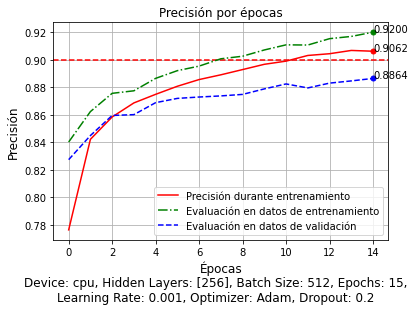 Precisión por épocas
0.92
0.90
0.88
0.86
0.84
0.82
0.80
0.78
Precisión
0.9200
0.9062
0.8864
Precisión durante entrenamiento
Evaluación en datos de entrenamiento
Evaluación en datos de validación
0 2 4 6 8 10 12 14
Épocas
Device: cpu, Hidden Layers: [256], Batch Size: 512, Epochs: 15,
Learning Rate: 0.001, Optimizer: Adam, Dropout: 0.2